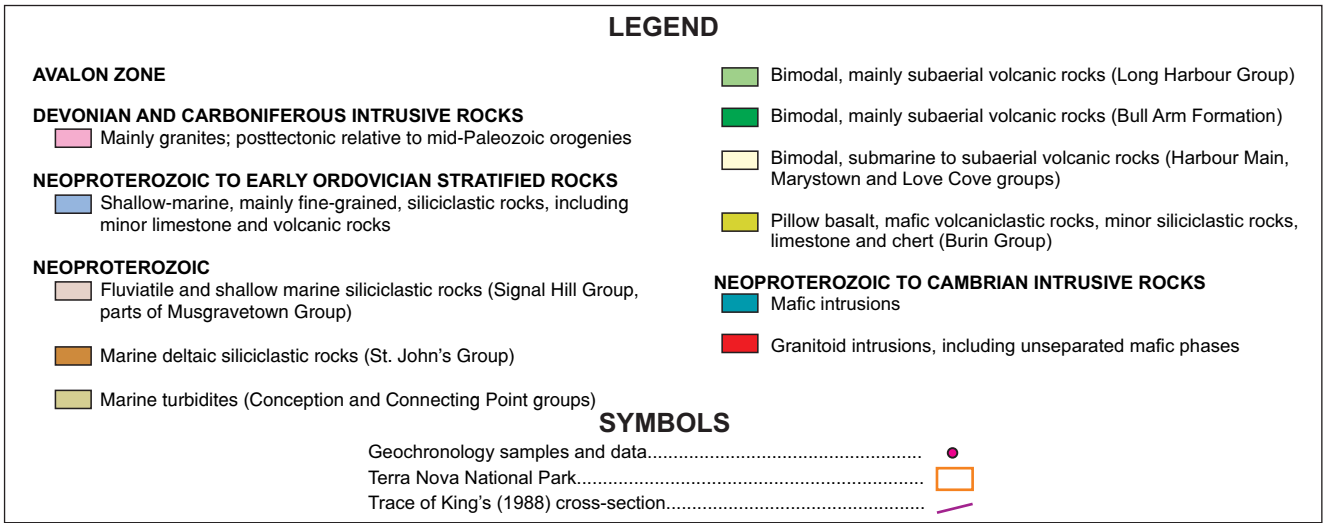 LEGEND
AVALON ZONE
DEVONIAN AND CARBONIFEROUS INTRUSIVE ROCKS
Mainly granites; posttectonic relative to mid-Paleozoic orogenies
NEOPROTEROZOIC TO EARLY ORDOVICIAN STRATIFIED ROCKS
Shallow-marine, mainly fine-grained, siliciclastic rocks, including
minor limestone and volcanic rocks
NEOPROTEROZOIC
Fluviatile and shallow marine siliciclastic rocks (Signal Hill Group,
parts of Musgravetown Group)
Marine deltaic siliciclastic rocks (St. John's Group)
Marine turbidites (Conception and Connecting Point groups)
Bimodal, mainly subaerial volcanic rocks (Long Harbour Group)
Bimodal, mainly subaerial volcanic rocks (Bull Arm Formation)
Bimodal, submarine to subaerial volcanic rocks (Harbour Main,
Marystown and Love Cove groups)
Pillow basalt, mafic volcaniclastic rocks, minor siliciclastic rocks,
limestone and chert (Burin Group)
NEOPROTEROZOIC TO CAMBRIAN INTRUSIVE ROCKS
Mafic intrusions
Granitoid intrusions, including unseparated mafic phases
SYMBOLS
Geochronology samples and data................................................
Terra Nova National Park............................................................
Trace of King's (1988) cross-section.............................................